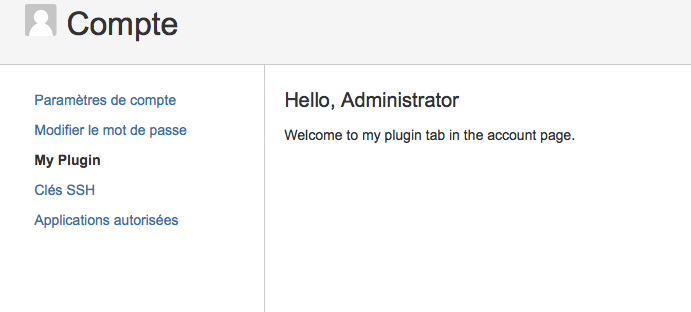 Compte
Paramètres de compte
Modifier le mot de passe
My Plugin
Clés SSH
Applications autorisées
Hello, Administrator
Welcome to my plugin tab in the account page.